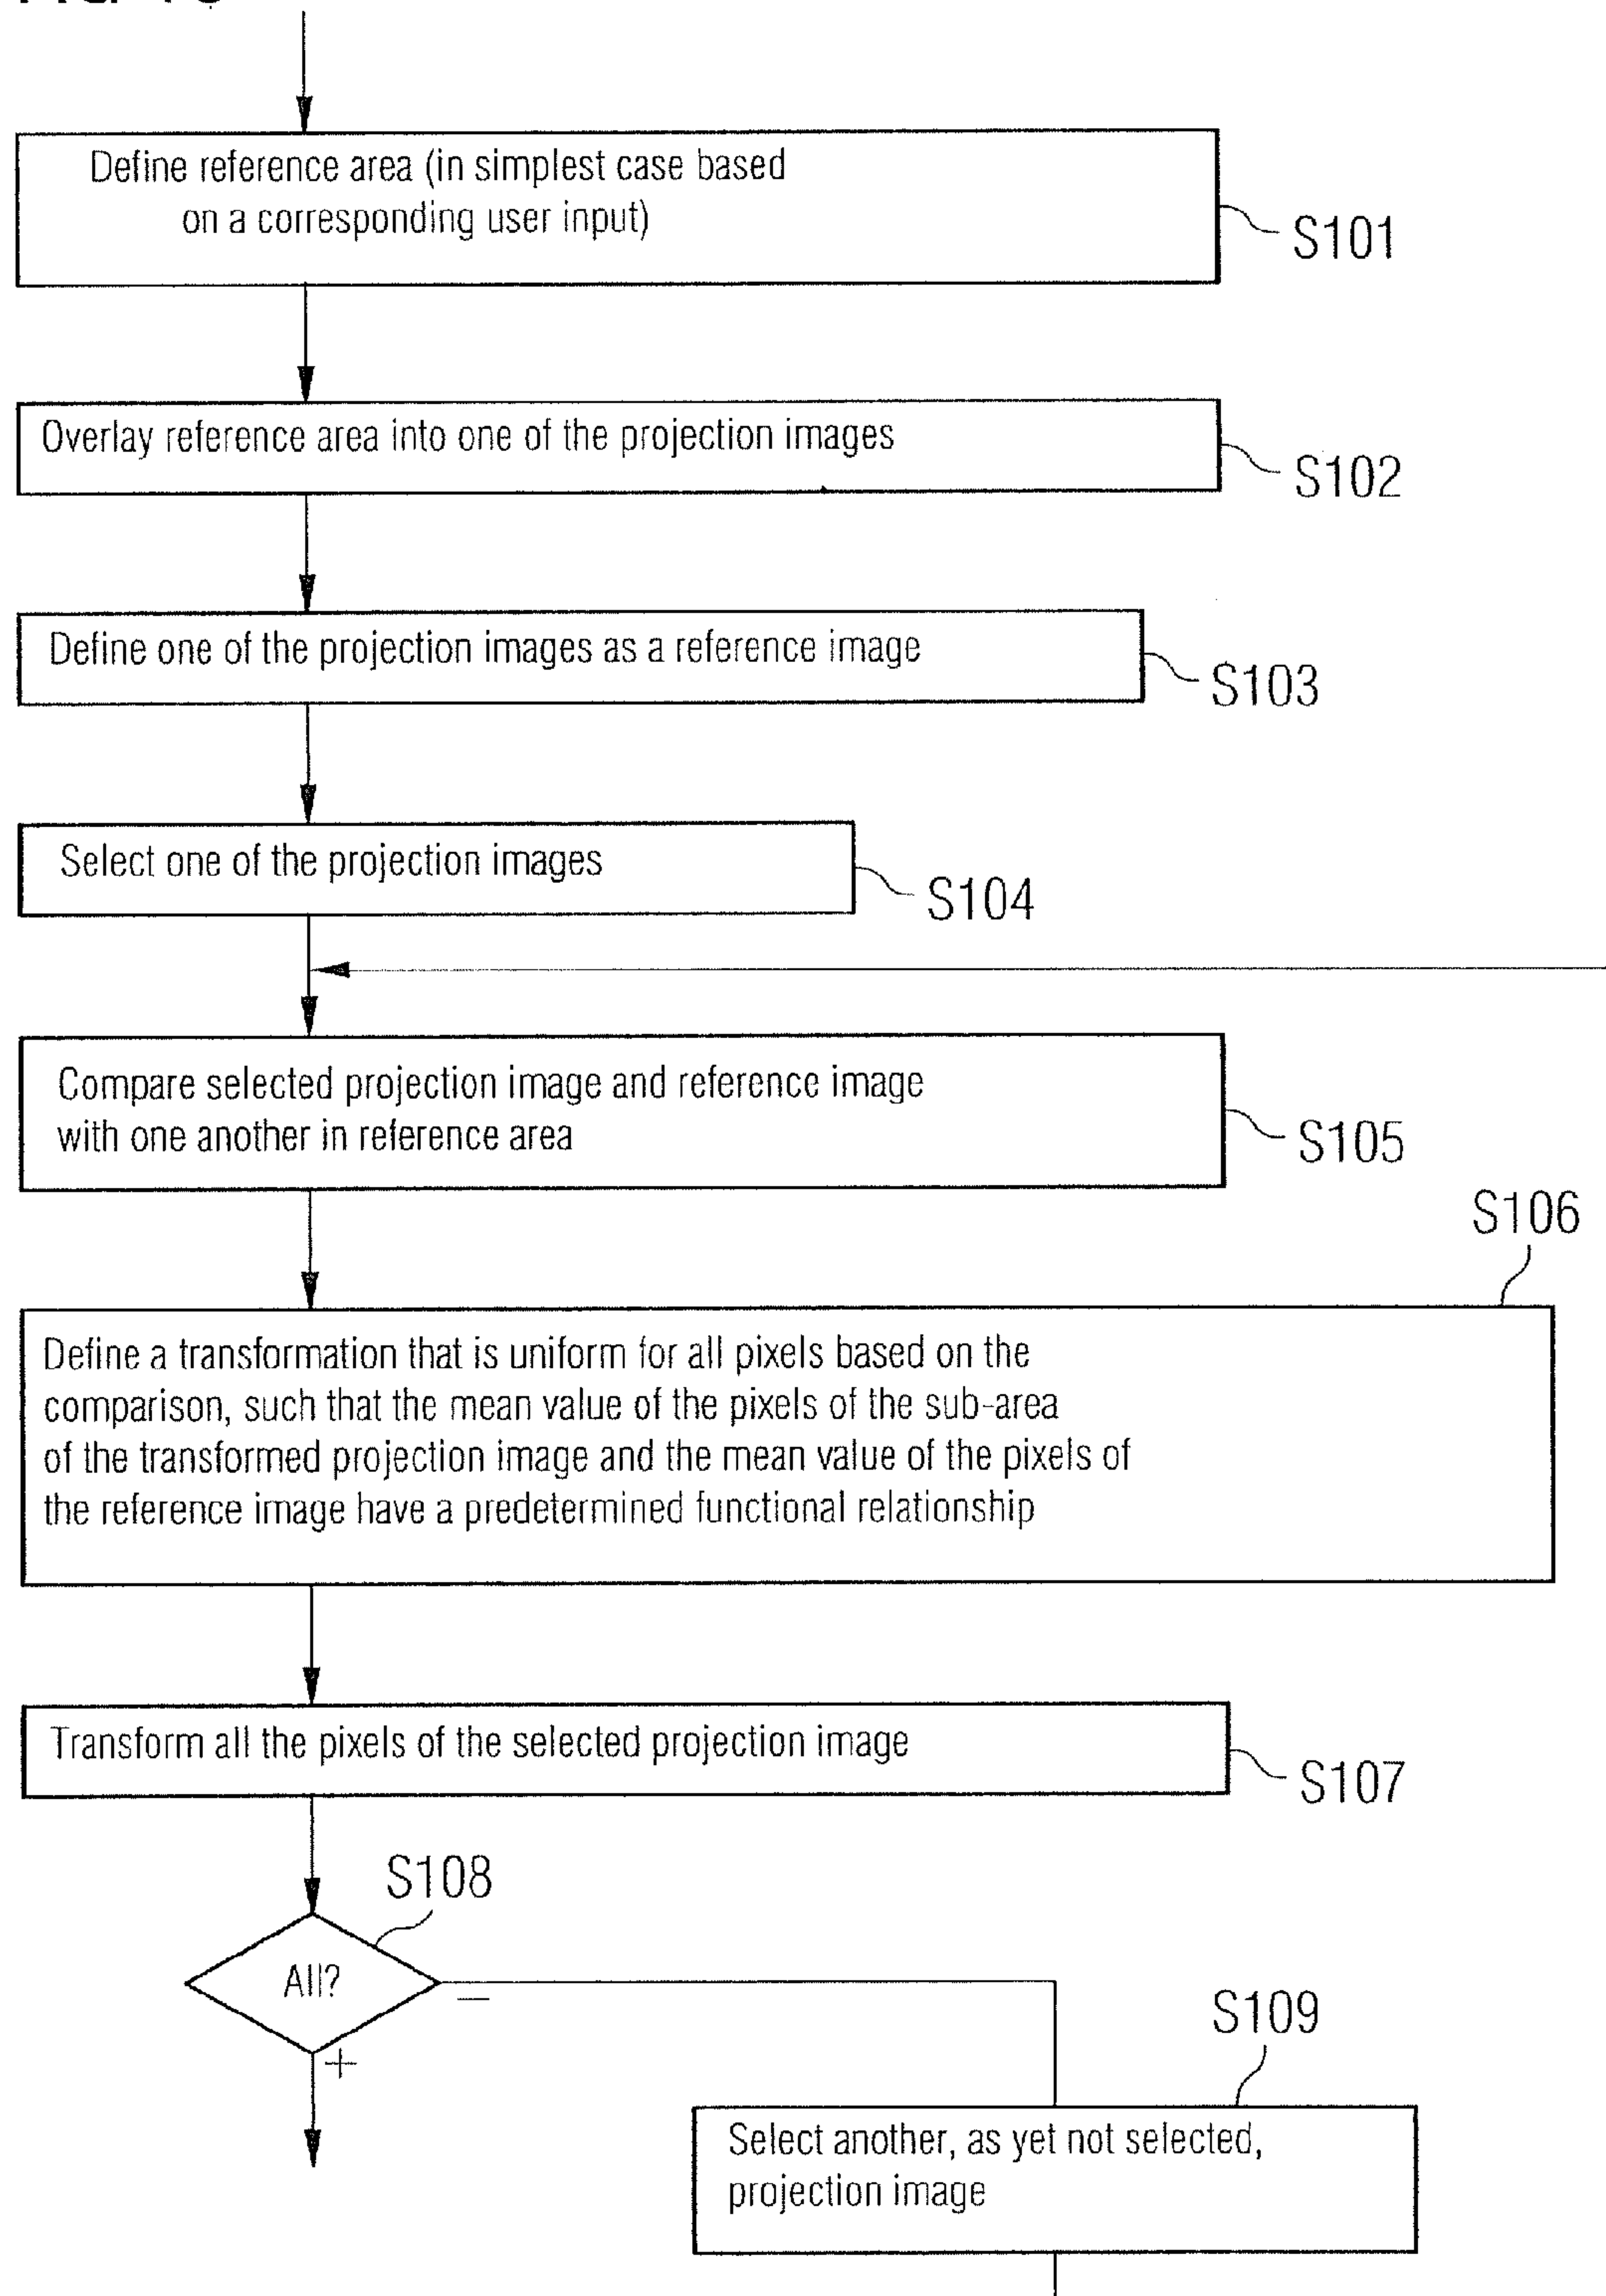 Define reference area (in simplest case based
on a corresponding user input)
S101
Overlay reference area into one of the projection images
S102
Define one of the projection images as a reference image
S103
Select one of the projection images
S104
Compare selected projection image and reference image
with one another in reference area
S105
S106
Define a transformation that is uniform for all pixels based on the
comparison, such that the mean value of the pixels of the sub-area
of the transformed projection image and the mean value of the pixels of
the reference image have a predetermined functional relationship
Transform all the pixels of the selected projection image
S107
S108
All?
−
+
S109
Select another, as yet not selected,
projection image